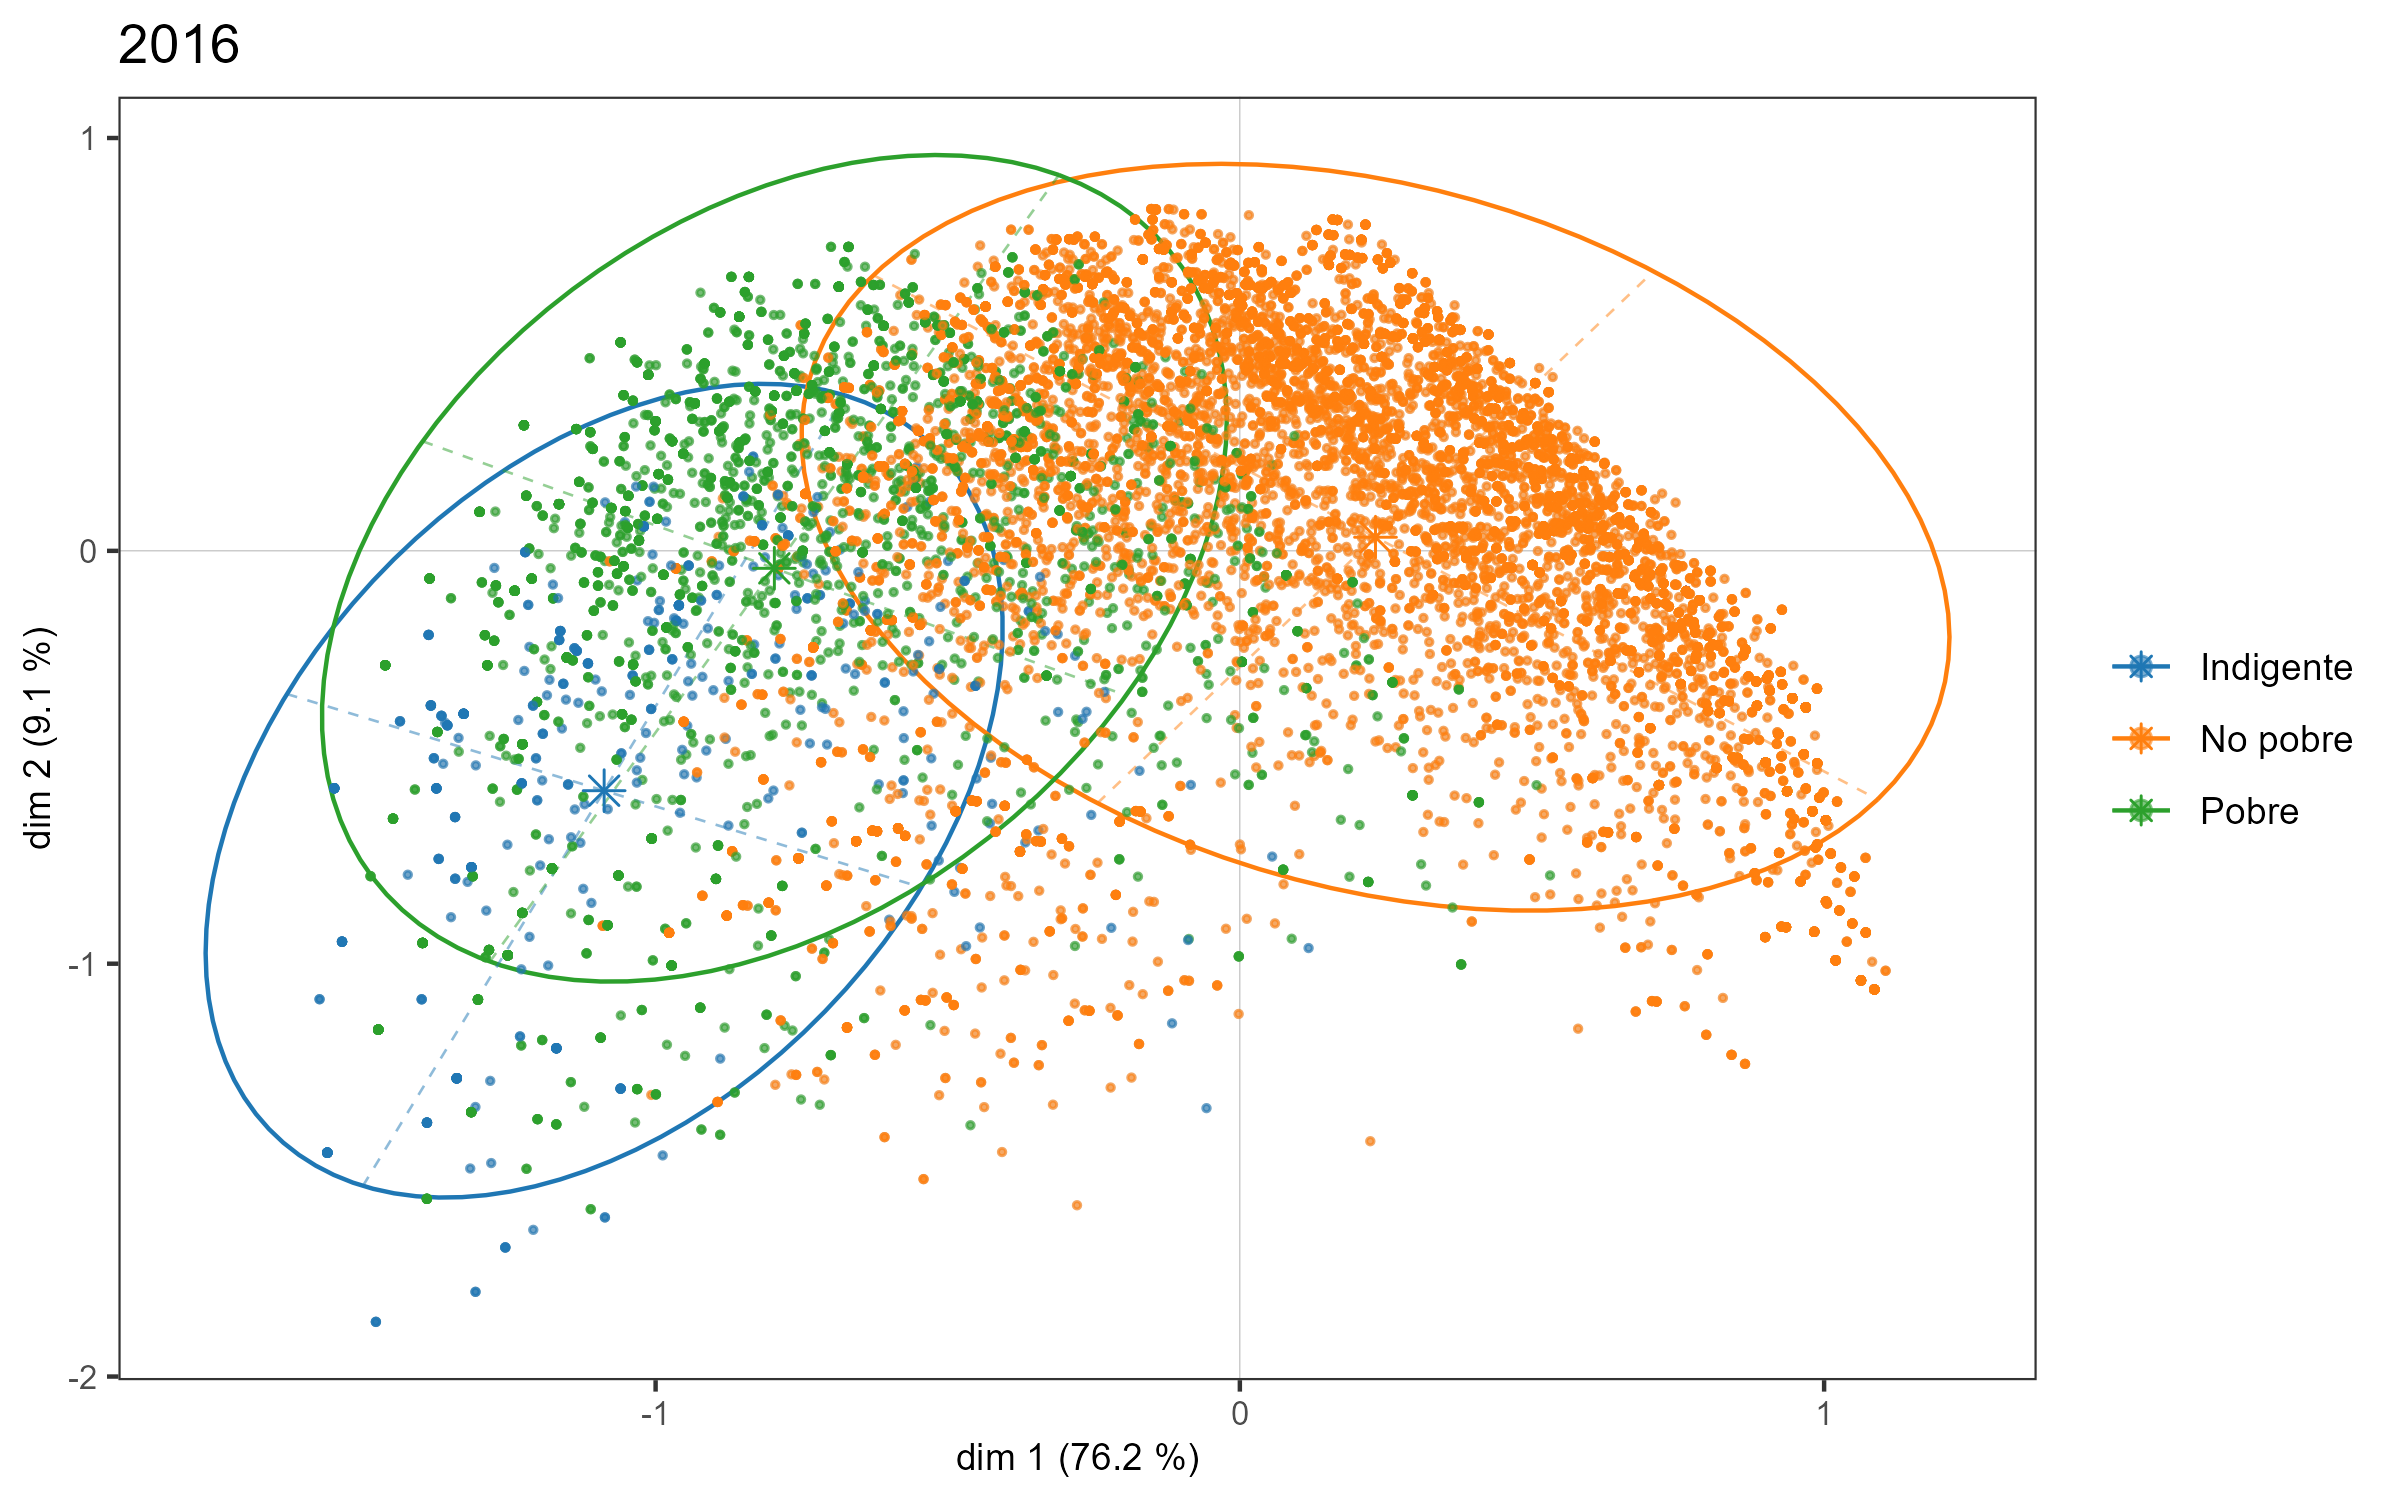 2016
1
0
-1
-2
dim 2 (9.1 %)
-1
0
1
dim 1 (76.2 %)
Indigente
No pobre
Pobre